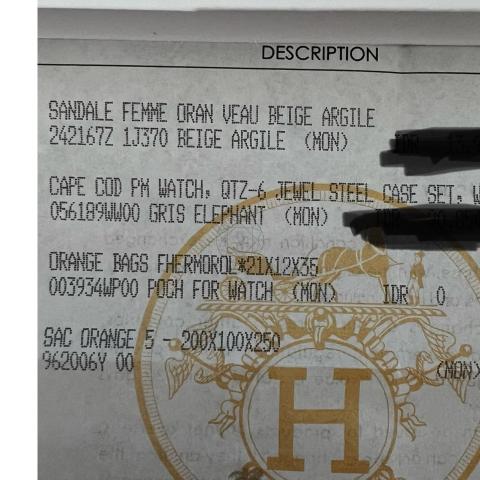 DESCRIPTION
SANDALE FEMME ORAN VEAU BEIGE ARGILE
242167Z 1J370 BEIGE ARGILE (MON) IDR
CAPE COD PM WATCH, QTZ-6 JEWEL STEEL CASE SET, W
056189WW00 GRIS ELEPHANT (MON) IDR
ORANGE BAGS FHERMOROL*21X12X35
003934WP00 POCH FOR WATCH (MON) IDR 0
SAC ORANGE 5 - 200X100X250
962006Y 00 (MON)
H